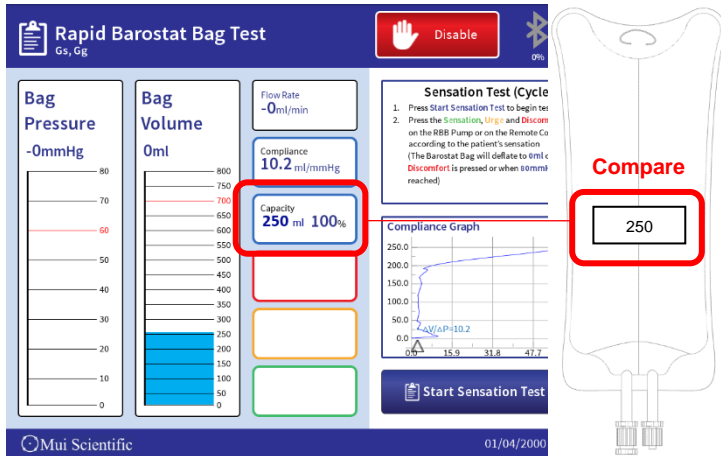 Rapid Barostat Bag Test
Gs, Gg
Disable
0%
Bag
Pressure
-0mmHg
80
70
60
50
40
30
20
10
0
Bag
Volume
0ml
800
750
700
650
600
550
500
450
400
350
300
250
200
150
100
50
0
Flow Rate
-0ml/min
Compliance
10.2 ml/mmHg
Capacity
250 ml 100%
Sensation Test (Cycle
1. Press Start Sensation Test to begin tes
2. Press the Sensation, Urge and Discom
on the RBB Pump or on the Remote Co
according to the patient's sensation
(The Barostat Bag will deflate to 0ml
Discomfort is pressed or when 80mmH
reached)
Compliance Graph
250.0
200.0
150.0
100.0
50.0
0.0
△V/△P=10.2
0.0 15.9 31.8 47.7
Start Sensation Test
Mui Scientific
01/04/2000
Compare
250